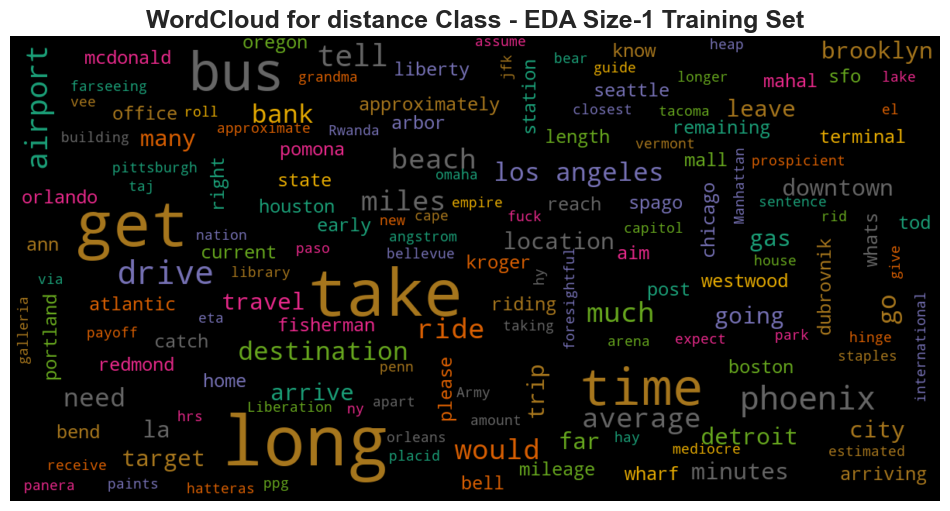 WordCloud for distance Class - EDA Size-1 Training Set
oregon assume heap
mcdonald bus tell know brooklyn
airport farseeing grandma liberty jfk bear guide longer sfo lake
vee office roll bank approximately station seattle mahal
closest tacoma leave el
building many approximate Rwanda arbor length remaining terminal
pomona vermont
pittsburgh right beach omaha los angeles mall Manhattan prospicient
taj state
orlando houston miles empire reach spago chicago downtown
get early new cape fuck capitol sentence rid tod
ann nation current paso angstrom location whats
bellevue aim gas
via drive library take kroger hy foresightful post westwood house dubrovnik give
galleria portland atlantic travel riding much going go international
payoff fisherman ride taking arena expect park hinge
catch destination staples
redmond home eta penn please trip time boston
need hrs arrive Army phoenix
Liberation ny apart amount average
bend la long orleans would far hay detroit city
target placid mediocre estimated
receive mileage wharf minutes arriving
panera paints hatteras ppg bell